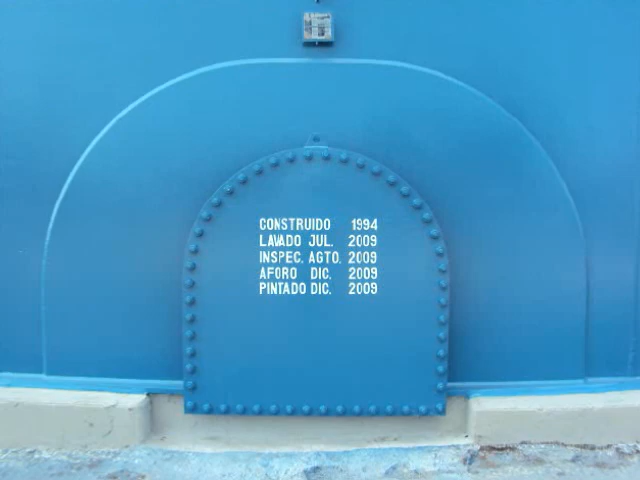 CONSTRUIDO 1994
LAVADO JUL. 2009
INSPEC. AGTO. 2009
AFORO DIC. 2009
PINTADO DIC. 2009